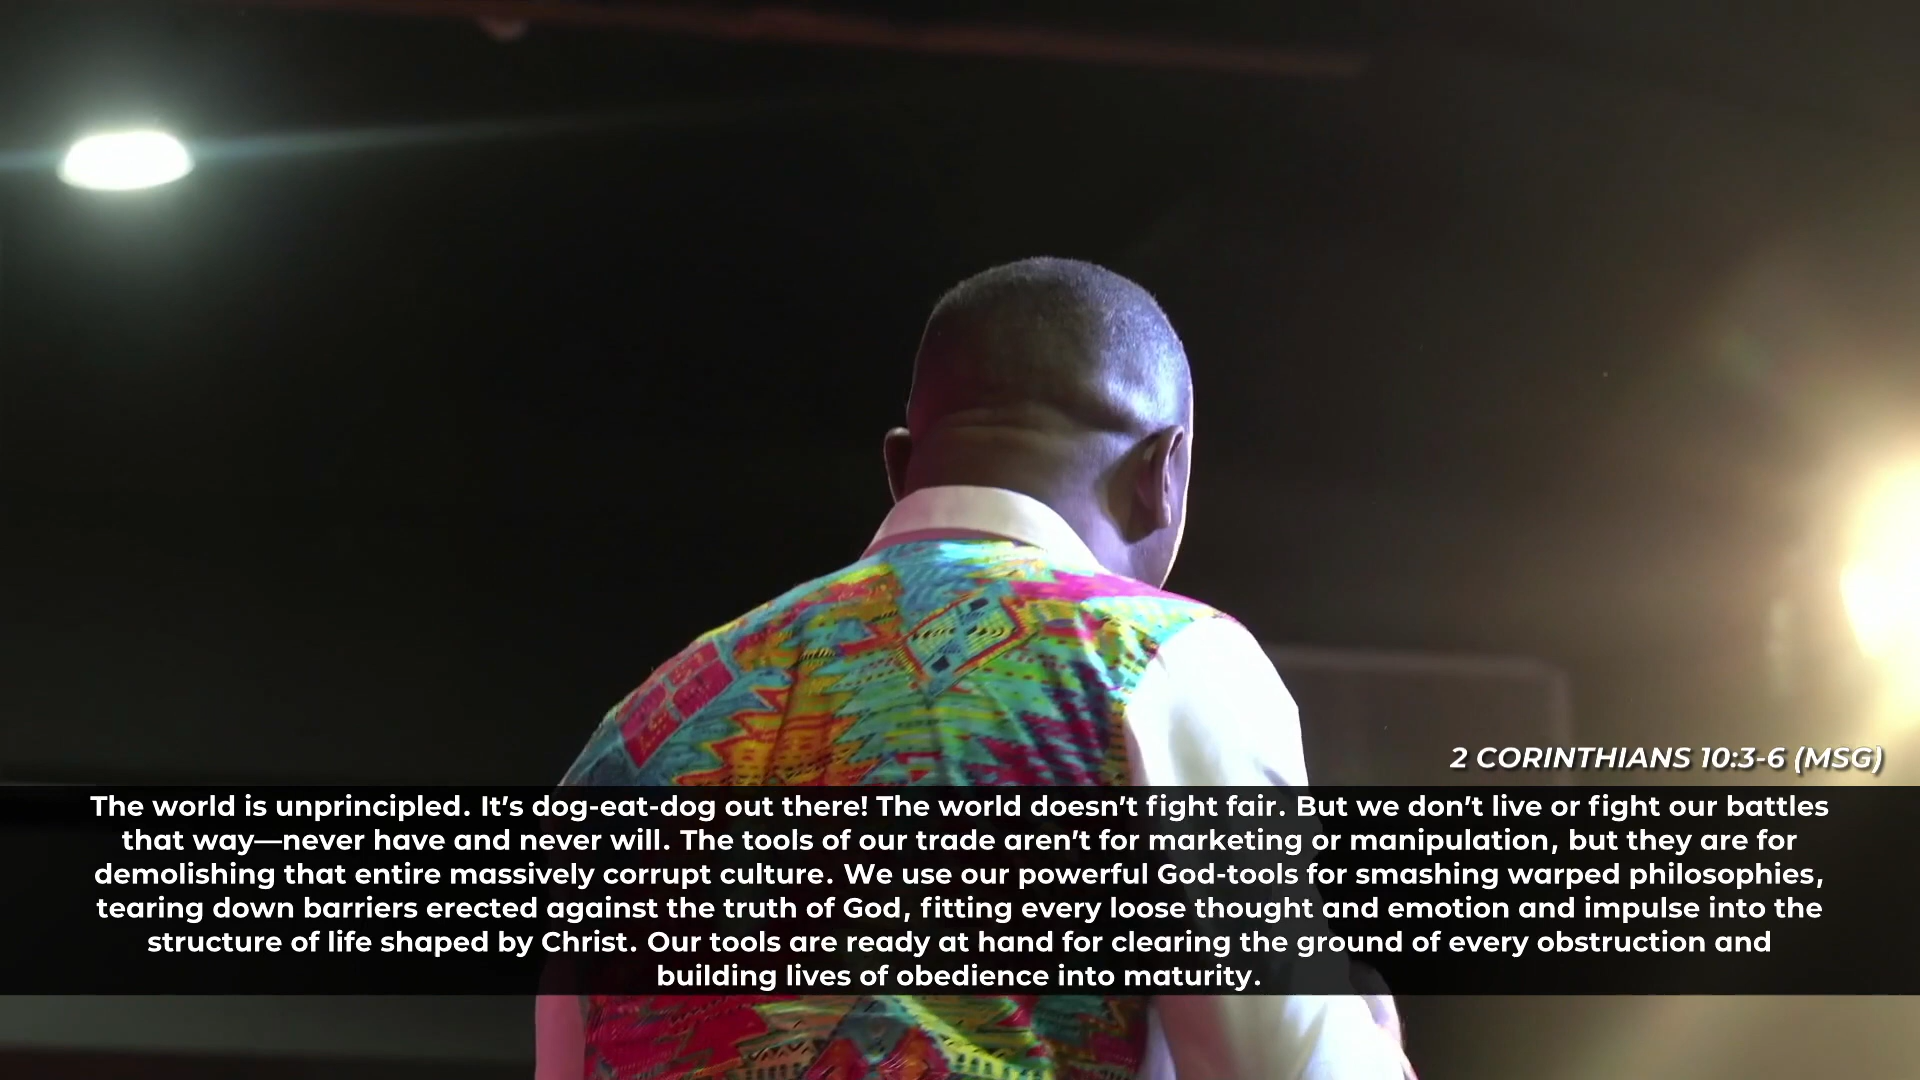 2 CORINTHIANS 10:3-6 (MSG)
The world is unprincipled. It’s dog-eat-dog out there! The world doesn’t fight fair. But we don’t live or fight our battles
that way—never have and never will. The tools of our trade aren’t for marketing or manipulation, but they are for
demolishing that entire massively corrupt culture. We use our powerful God-tools for smashing warped philosophies,
tearing down barriers erected against the truth of God, fitting every loose thought and emotion and impulse into the
structure of life shaped by Christ. Our tools are ready at hand for clearing the ground of every obstruction and
building lives of obedience into maturity.